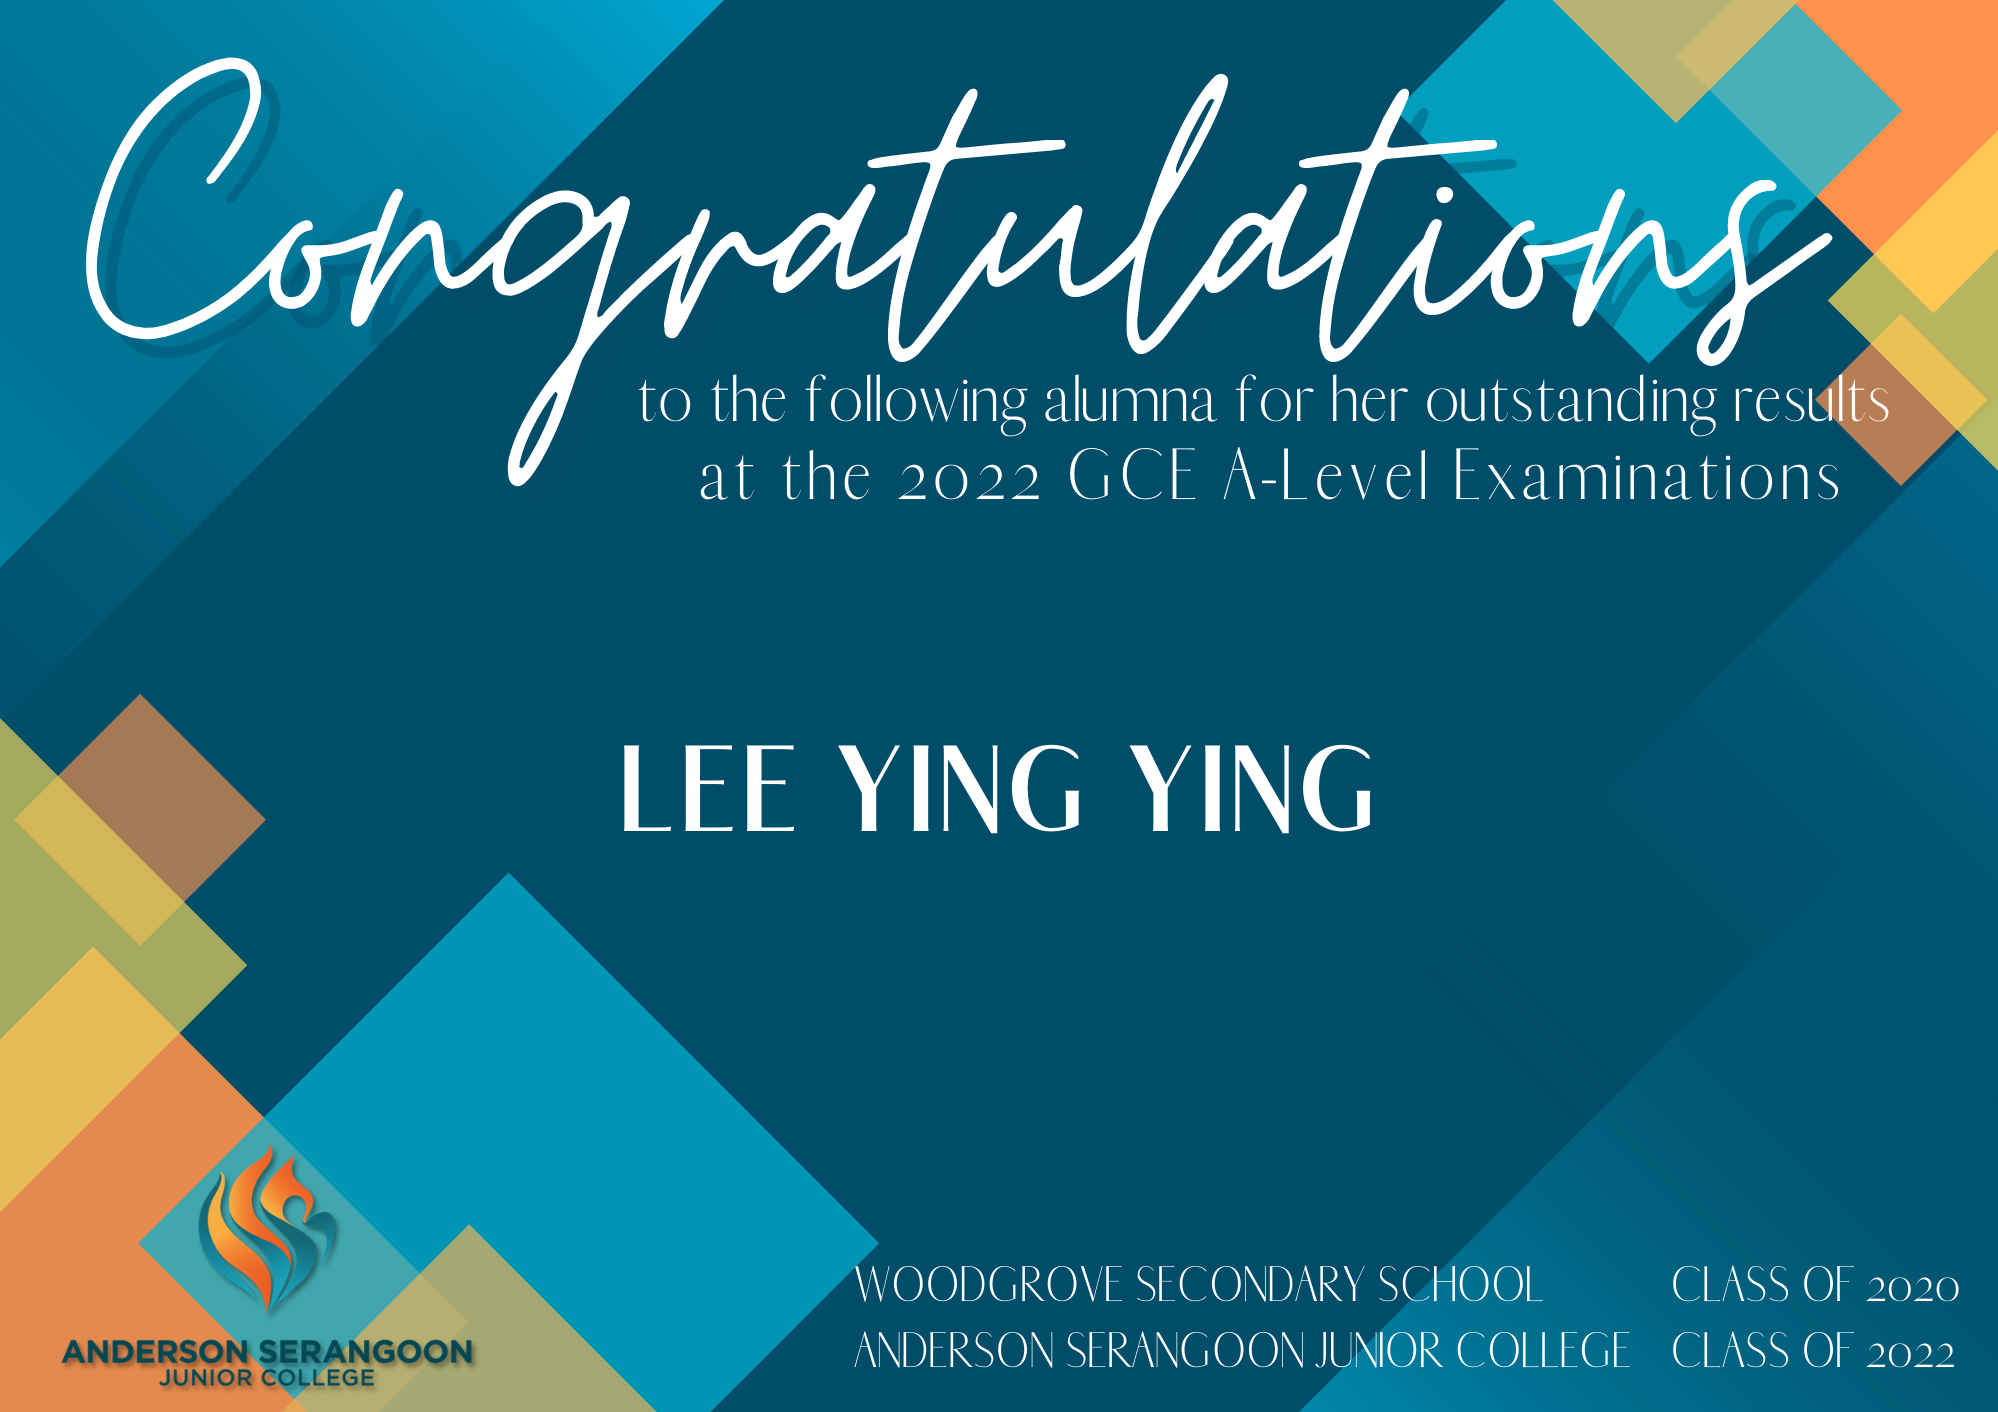 Congratulations
to the following alumna for her outstanding results
at the 2022 GCE A-Level Examinations
LEE YING YING
WOODGROVE SECONDARY SCHOOL CLASS OF 2020
ANDERSON SERANGOON JUNIOR COLLEGE CLASS OF 2022
ANDERSON SERANGOON
JUNIOR COLLEGE